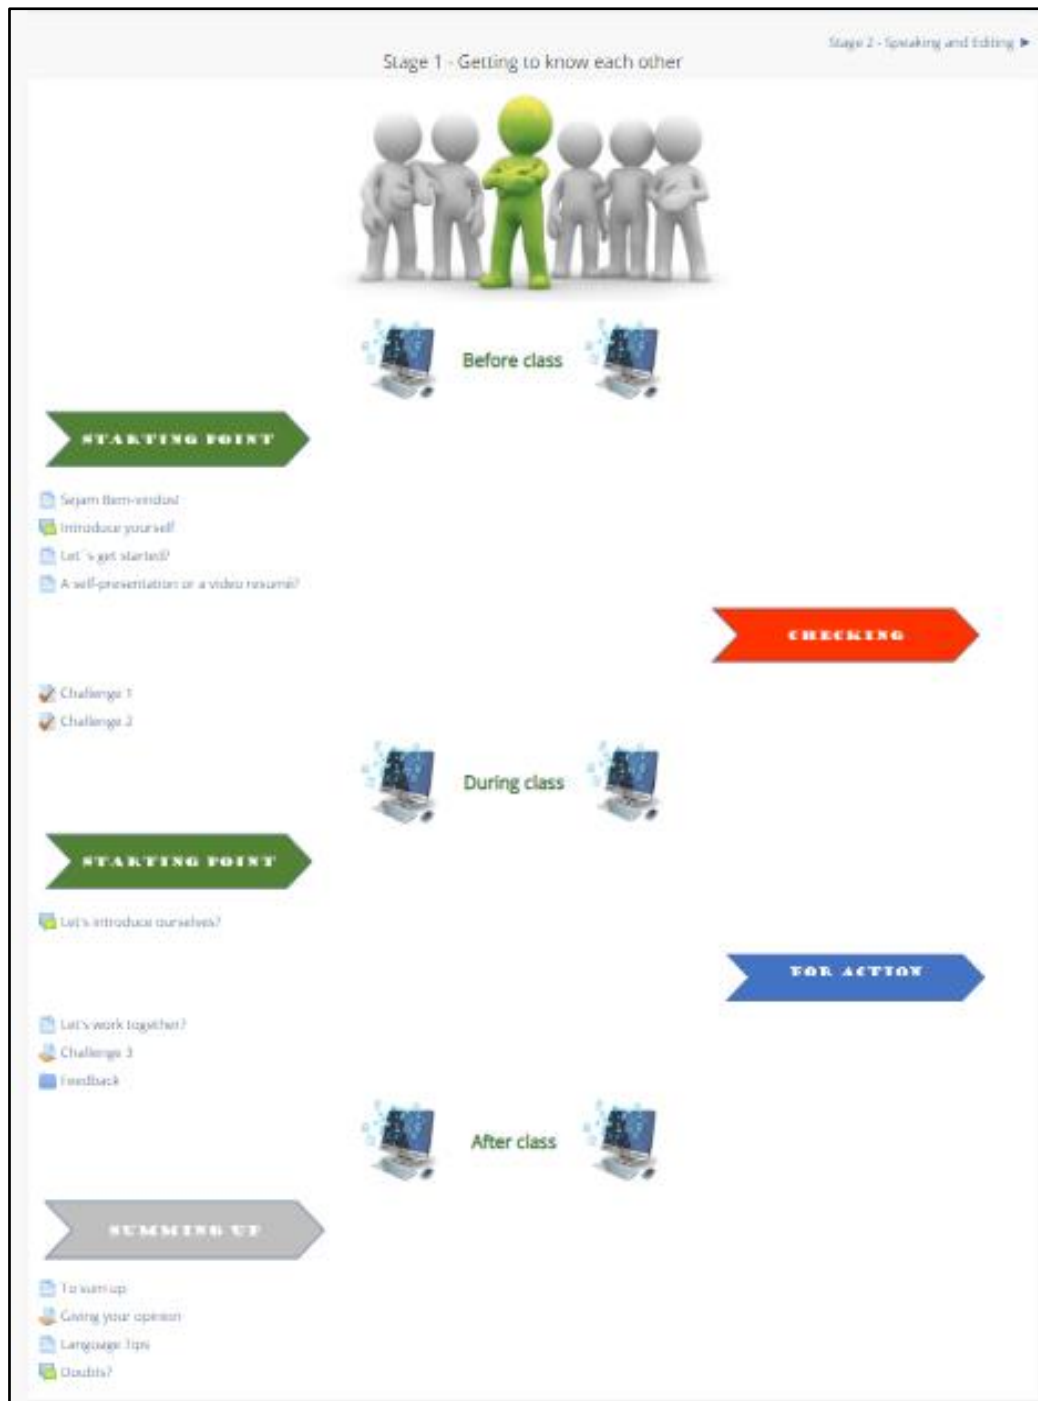 Stage 2 - Speaking and Editing ►
Stage 1 - Getting to know each other
Before class
STARTING POINT
Sejam Bem-vindos!
Introduce yourself
Let´s get started?
A self-presentation or a video resumé?
CHECKING
Challenge 1
Challenge 2
During class
STARTING POINT
Let's introduce ourselves?
FOR ACTION
Let's work together?
Challenge 3
Feedback
After class
SUMMING UP
To sum up
Giving your opinion
Language Tips
Doubts?